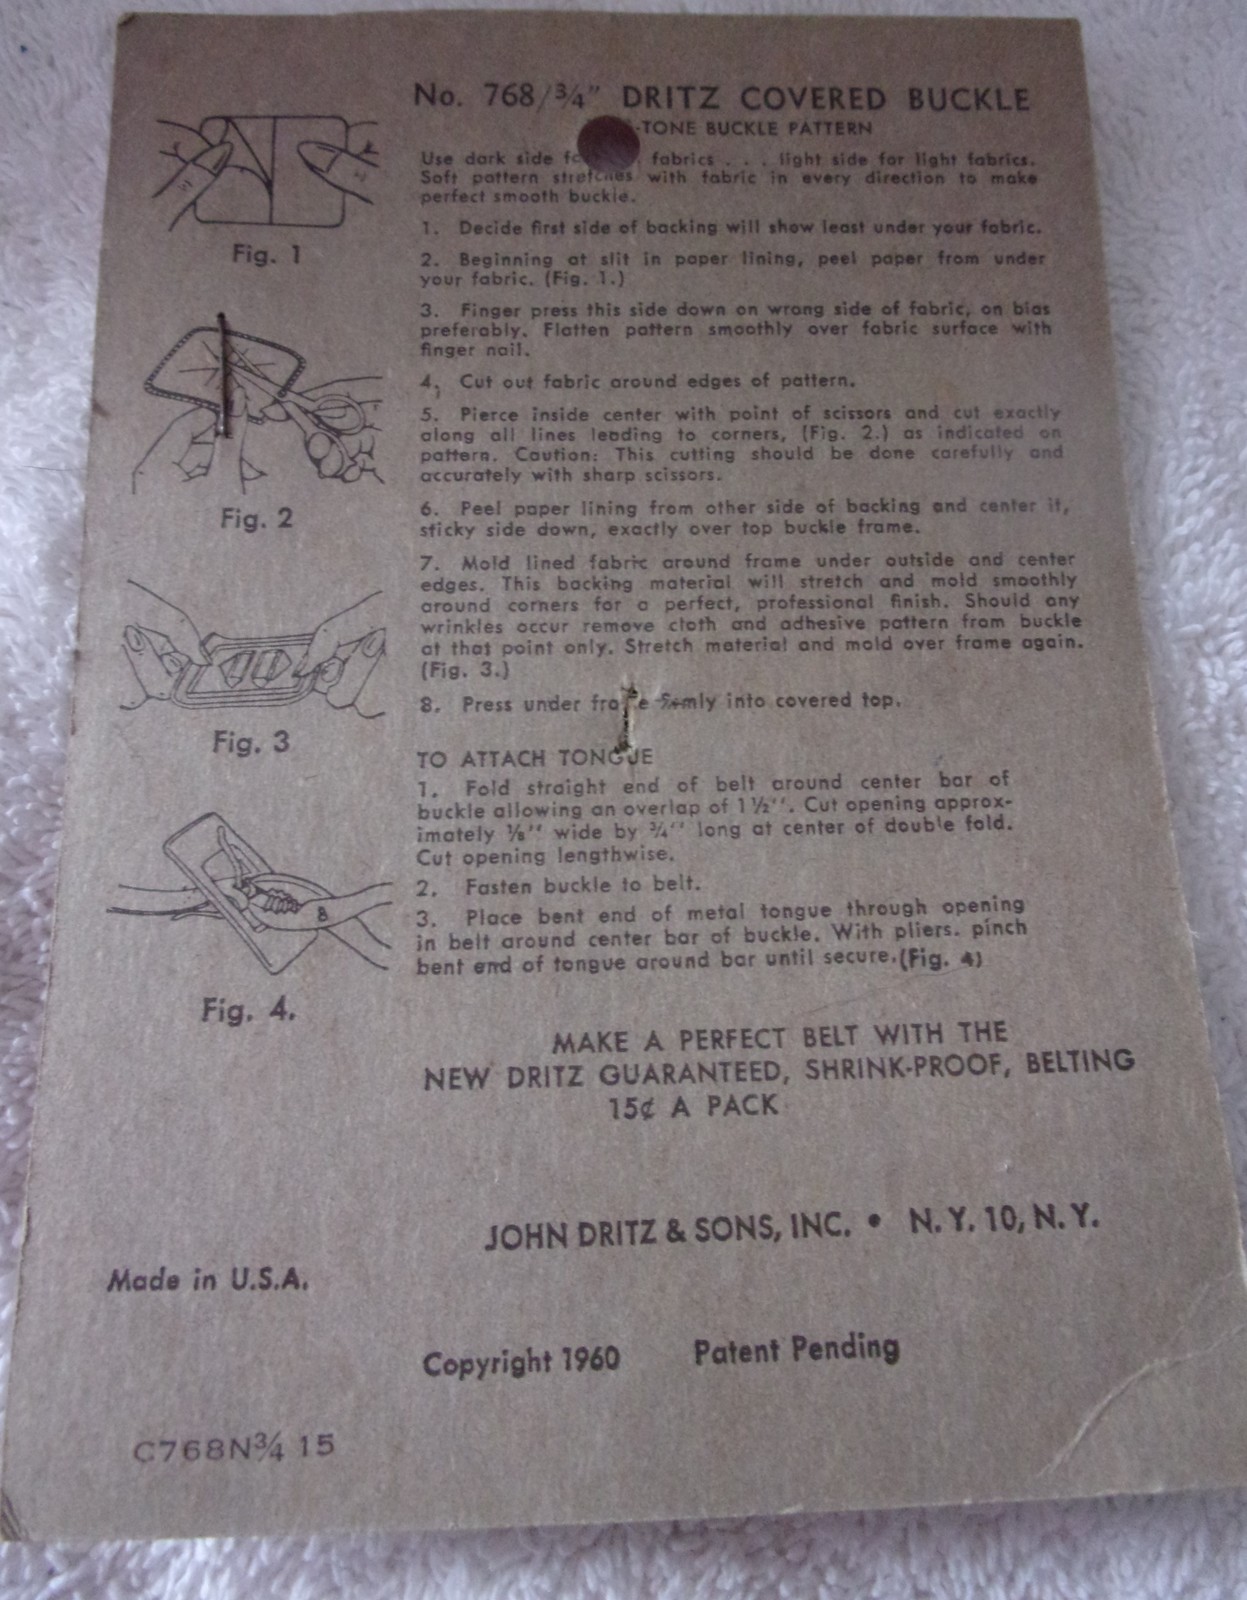 No. 768/¾" DRITZ COVERED BUCKLE
-TONE BUCKLE PATTERN
Use dark side fabrics . . . light side for light fabrics.
Soft pattern stretches with fabric in every direction to make
perfect smooth buckle.
1. Decide first side of backing will show least under your fabric.
2. Beginning at slit in paper lining, peel paper from under
your fabric. (Fig. 1.)
3. Finger press this side down on wrong side of fabric, on bias
preferably. Flatten pattern smoothly over fabric surface with
finger nail.
4. Cut out fabric around edges of pattern.
5. Pierce inside center with point of scissors and cut exactly
along all lines leading to corners, (Fig. 2.) as indicated on
pattern. Caution: This cutting should be done carefully and
accurately with sharp scissors.
6. Peel paper lining from other side of backing and center it,
sticky side down, exactly over top buckle frame.
7. Mold lined fabric around frame under outside and center
edges. This backing material will stretch and mold smoothly
around corners for a perfect, professional finish. Should any
wrinkles occur remove cloth and adhesive pattern from buckle
at that point only. Stretch material and mold over frame again.
(Fig. 3.)
8. Press under frame firmly into covered top.
TO ATTACH TONGUE
1. Fold straight end of belt around center bar of
buckle allowing an overlap of 1½". Cut opening approx-
imately ⅛" wide by ¾" long at center of double fold.
Cut opening lengthwise.
2. Fasten buckle to belt.
3. Place bent end of metal tongue through opening
in belt around center bar of buckle. With pliers. pinch
bent end of tongue around bar until secure.(Fig. 4)
Fig. 1
Fig. 2
Fig. 3
Fig. 4.
MAKE A PERFECT BELT WITH THE
NEW DRITZ GUARANTEED, SHRINK-PROOF, BELTING
15¢ A PACK
JOHN DRITZ & SONS, INC. • N.Y. 10, N.Y.
Made in U.S.A.
Copyright 1960 Patent Pending
C768N¾ 15